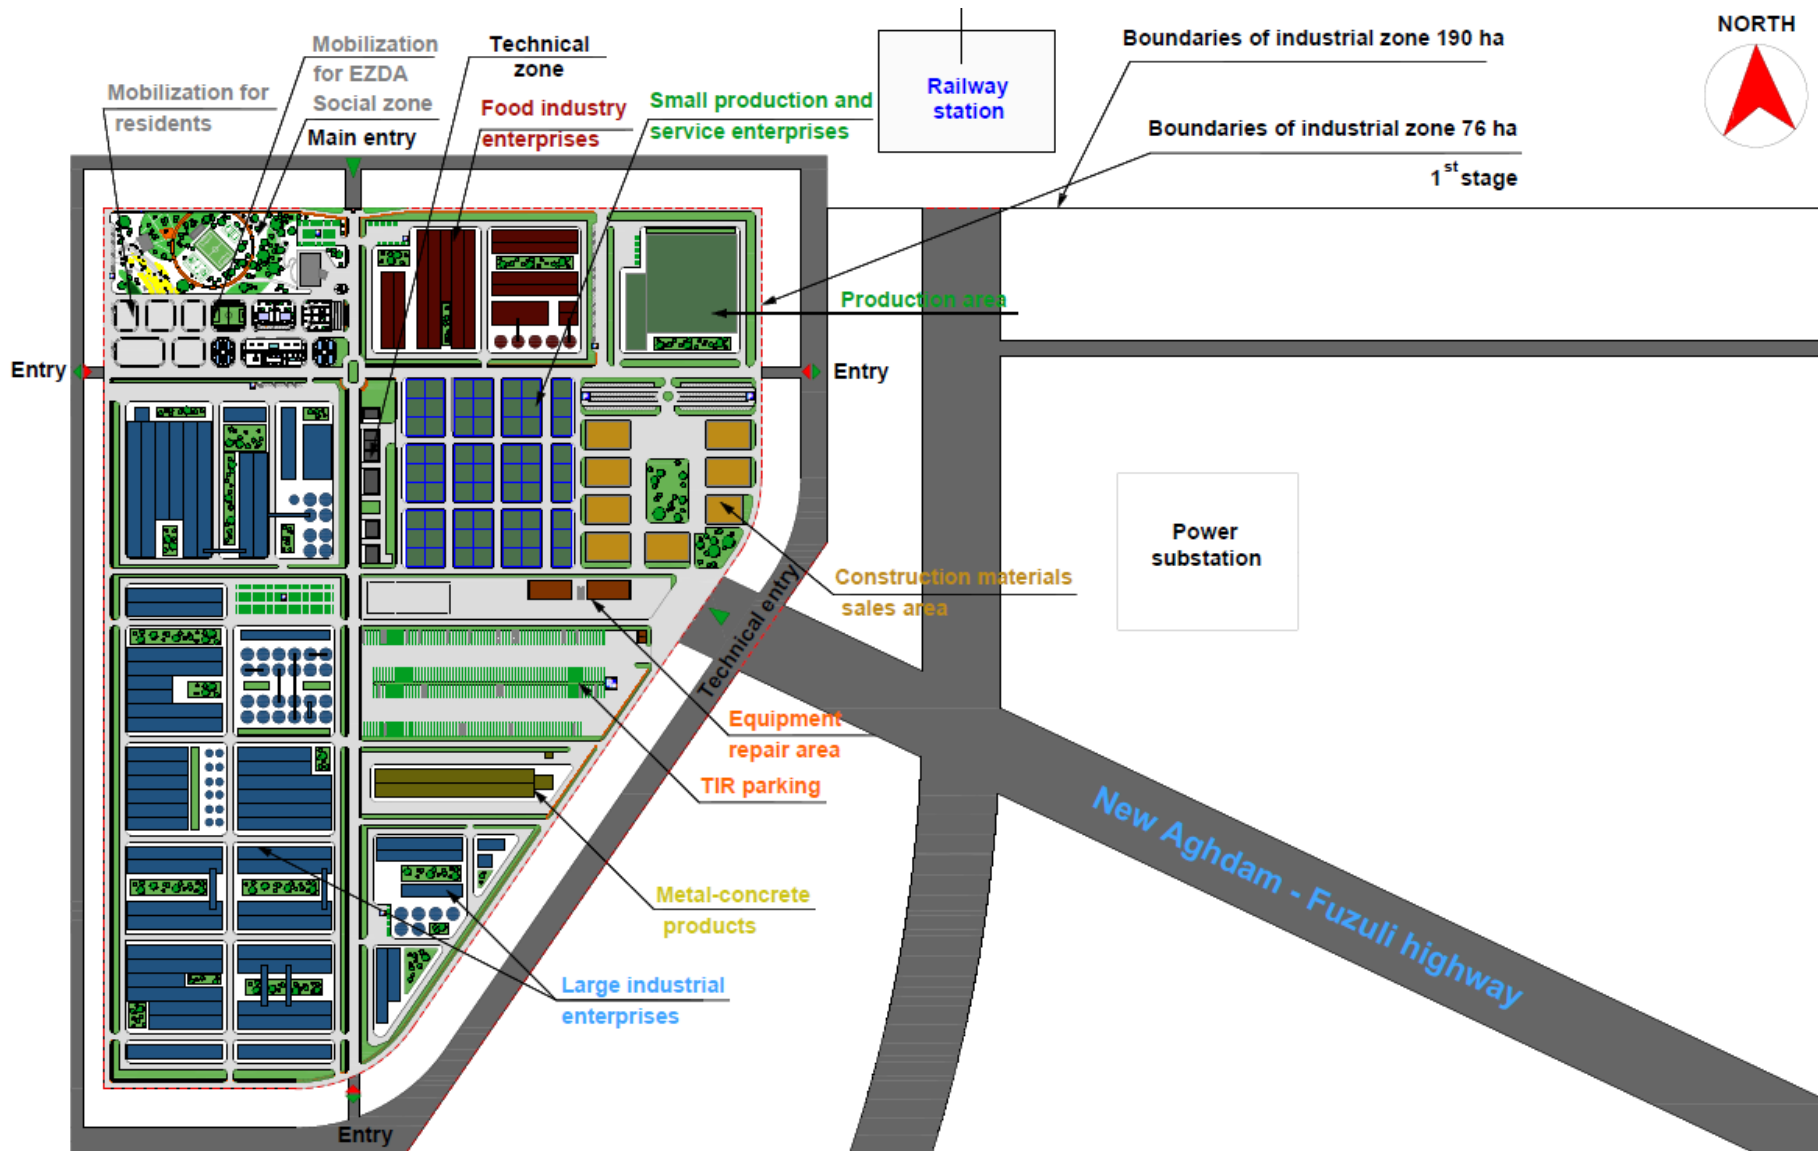 NORTH
Boundaries of industrial zone 190 ha
Mobilization
for EZDA
Social zone
Main entry
Technical
zone
Railway
station
Mobilization for
residents
Food industry
enterprises
Small production and
service enterprises
Boundaries of industrial zone 76 ha
1st stage
Production area
Entry
Entry
Power
substation
Construction materials
sales area
Technical entry
Equipment
repair area
TIR parking
New Aghdam - Fuzuli highway
Metal-concrete
products
Large industrial
enterprises
Entry